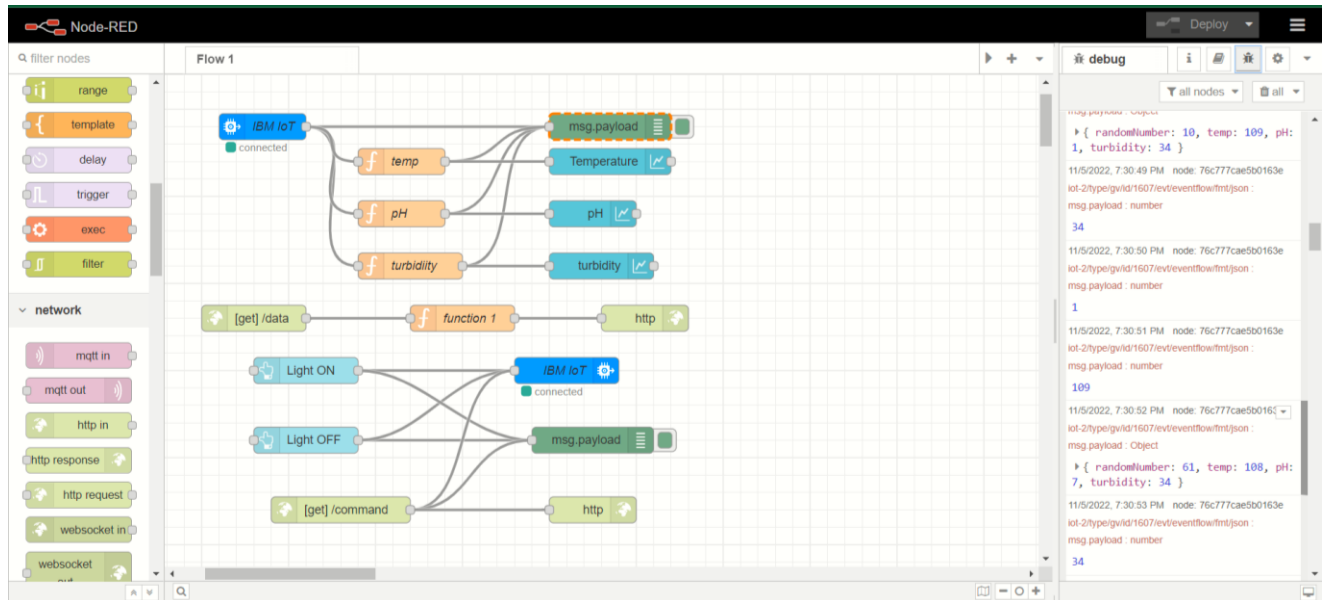 Node-RED
Deploy
filter nodes
Flow 1
debug
i
all nodes
all
range
template
delay
trigger
exec
filter
network
mqtt in
mqtt out
http in
http response
http request
websocket in
websocket
IBM IoT
connected
msg.payload
temp
Temperature
pH
pH
turbidiity
turbidity
[get] /data
function 1
http
Light ON
IBM IoT
connected
Light OFF
msg.payload
[get] /command
http
msg.payload : Object
{ randomNumber: 10, temp: 109, pH:
1, turbidity: 34 }
11/5/2022, 7:30:49 PM node: 76c777cae5b0163e
iot-2/type/gv/id/1607/evt/eventflow/fmt/json :
msg.payload : number
34
11/5/2022, 7:30:50 PM node: 76c777cae5b0163e
iot-2/type/gv/id/1607/evt/eventflow/fmt/json :
msg.payload : number
1
11/5/2022, 7:30:51 PM node: 76c777cae5b0163e
iot-2/type/gv/id/1607/evt/eventflow/fmt/json :
msg.payload : number
109
11/5/2022, 7:30:52 PM node: 76c777cae5b0163
iot-2/type/gv/id/1607/evt/eventflow/fmt/json :
msg.payload : Object
{ randomNumber: 61, temp: 108, pH:
7, turbidity: 34 }
11/5/2022, 7:30:53 PM node: 76c777cae5b0163e
iot-2/type/gv/id/1607/evt/eventflow/fmt/json :
msg.payload : number
34